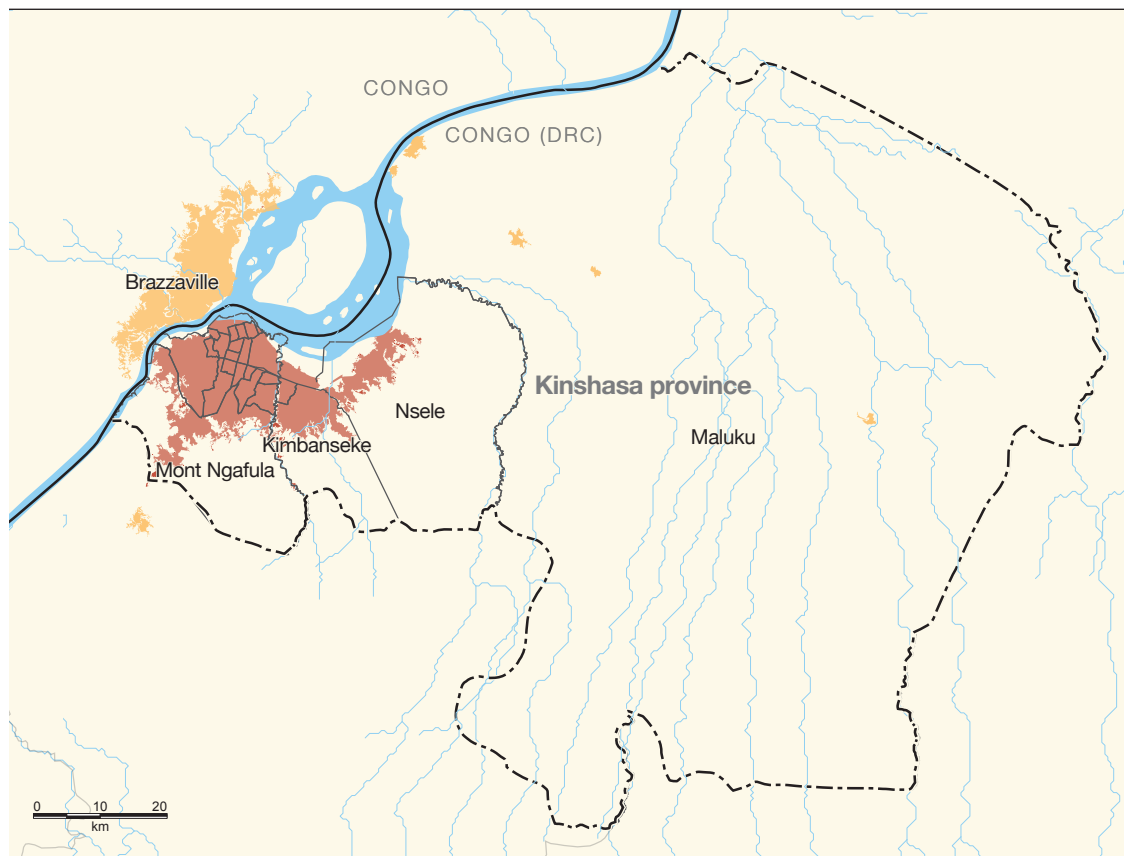 CONGO
CONGO (DRC)
Brazzaville
Kinshasa province
Nsele
Maluku
Kimbanseke
Mont Ngafula
0 10 20
km